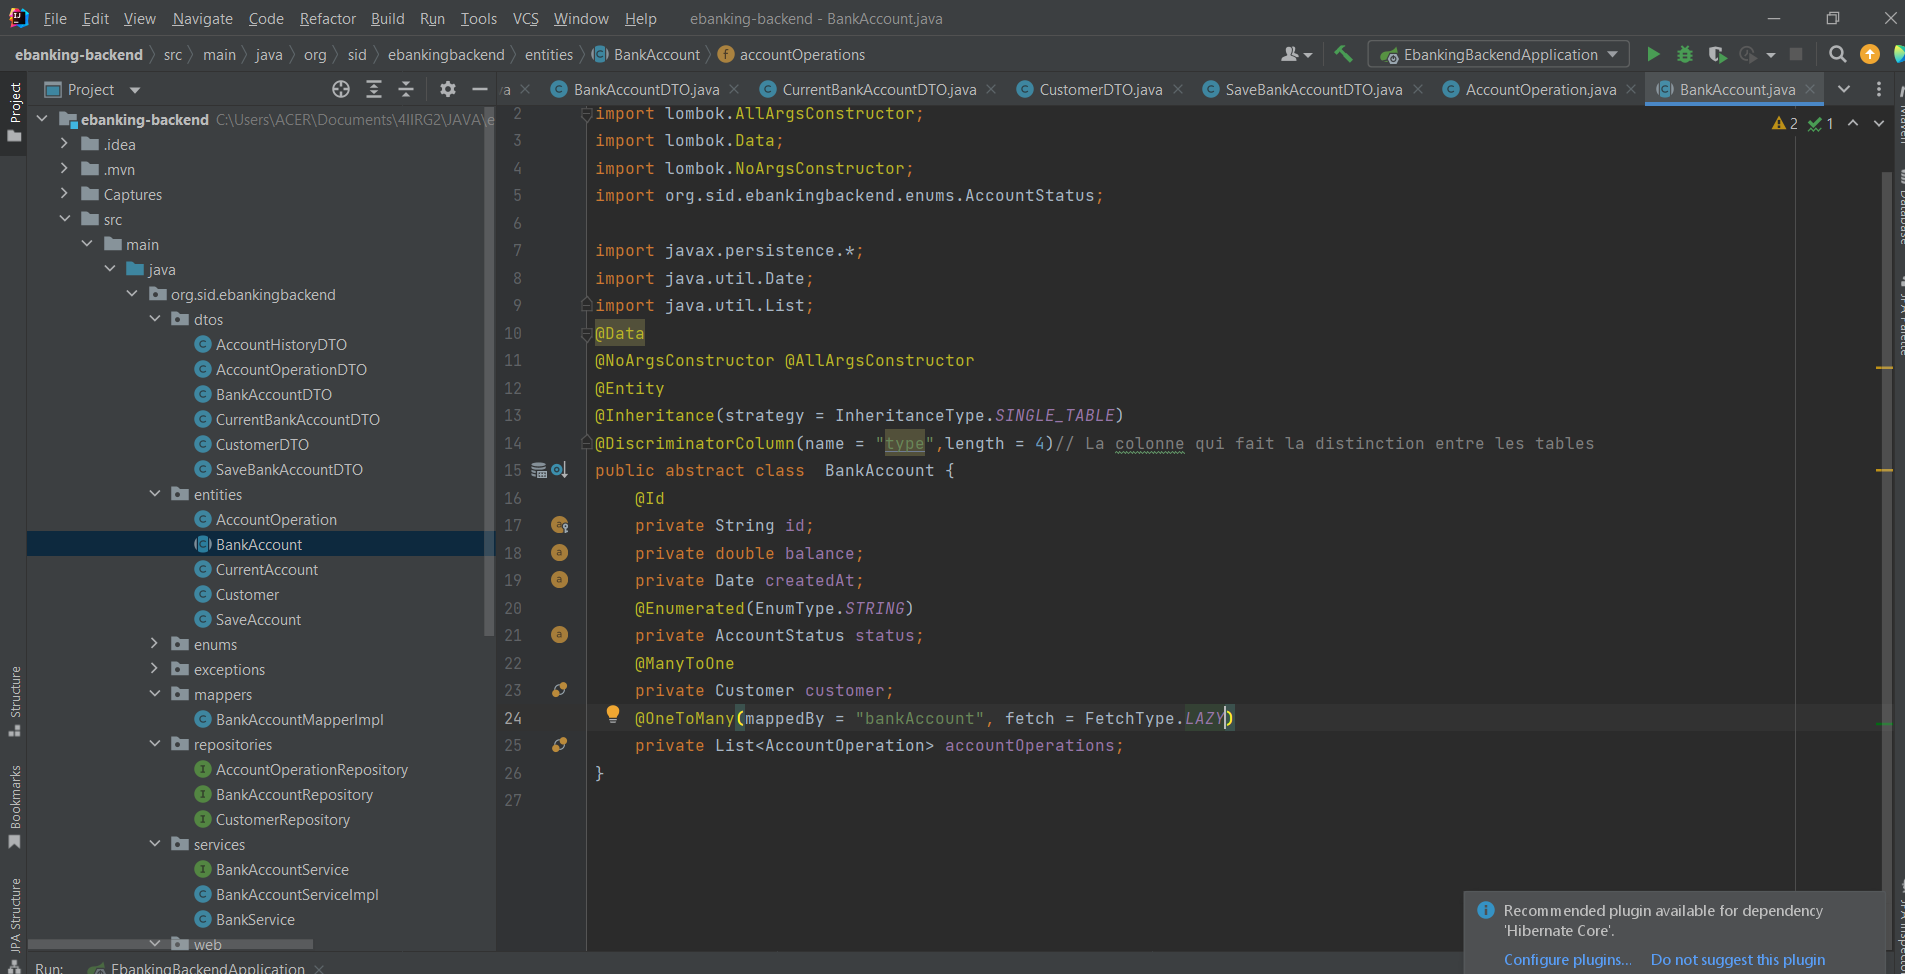 File Edit View Navigate Code Refactor Build Run Tools VCS Window Help ebanking-backend - BankAccount.java
ebanking-backend src main java org sid ebankingbackend entities BankAccount accountOperations
EbankingBackendApplication
Project
BankAccountDTO.java CurrentBankAccountDTO.java CustomerDTO.java SaveBankAccountDTO.java AccountOperation.java BankAccount.java
Project
ebanking-backend C:\Users\ACER\Documents\4IIRG2\JAVA\e
.idea
.mvn
Captures
src
main
java
org.sid.ebankingbackend
dtos
AccountHistoryDTO
AccountOperationDTO
BankAccountDTO
CurrentBankAccountDTO
CustomerDTO
SaveBankAccountDTO
entities
AccountOperation
BankAccount
CurrentAccount
Customer
SaveAccount
enums
exceptions
mappers
BankAccountMapperImpl
repositories
AccountOperationRepository
BankAccountRepository
CustomerRepository
services
BankAccountService
BankAccountServiceImpl
BankService
web
Structure
Bookmarks
JPA Structure
2 import lombok.AllArgsConstructor;
3 import lombok.Data;
4 import lombok.NoArgsConstructor;
5 import org.sid.ebankingbackend.enums.AccountStatus;
6
7 import javax.persistence.*;
8 import java.util.Date;
9 import java.util.List;
10 @Data
11 @NoArgsConstructor @AllArgsConstructor
12 @Entity
13 @Inheritance(strategy = InheritanceType.SINGLE_TABLE)
14 @DiscriminatorColumn(name = "type",length = 4)// La colonne qui fait la distinction entre les tables
15 public abstract class BankAccount {
16 @Id
17 private String id;
18 private double balance;
19 private Date createdAt;
20 @Enumerated(EnumType.STRING)
21 private AccountStatus status;
22 @ManyToOne
23 private Customer customer;
24 @OneToMany(mappedBy = "bankAccount", fetch = FetchType.LAZY)
25 private List<AccountOperation> accountOperations;
26 }
27
2 1
Recommended plugin available for dependency
'Hibernate Core'.
Configure plugins... Do not suggest this plugin
Run: EbankingBackendApplication